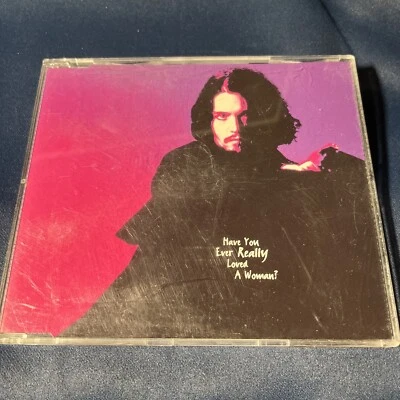 Have You
Ever Really
Loved
A Woman?